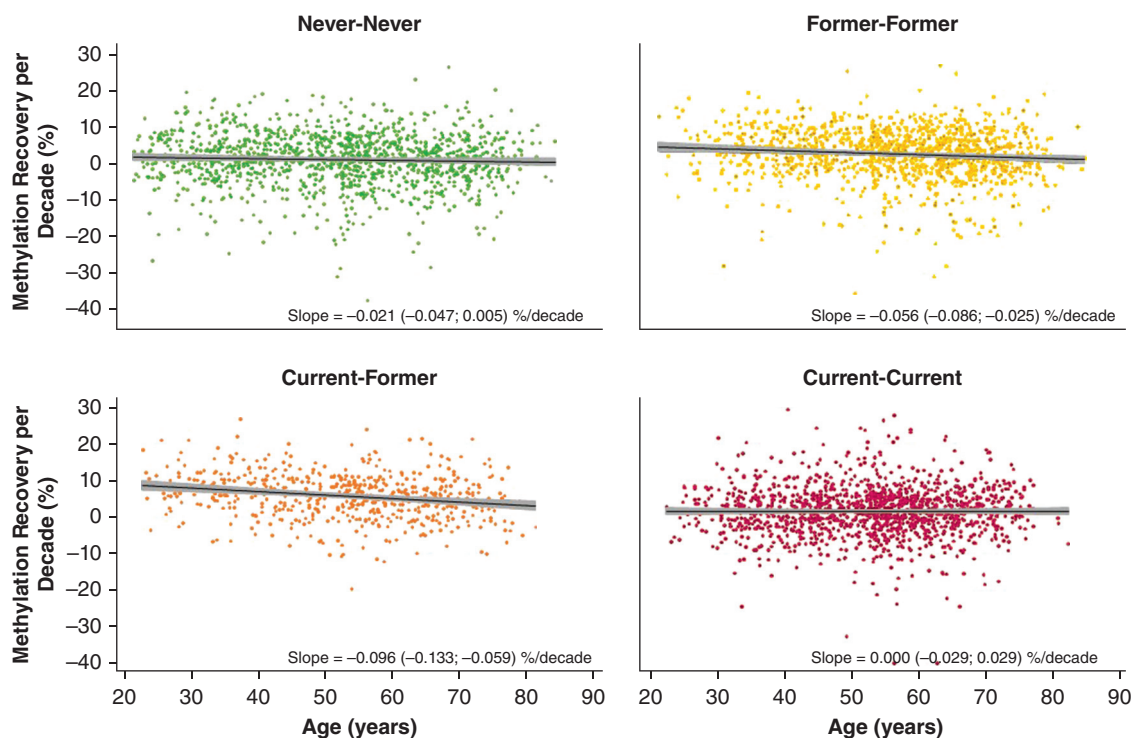 Never-Never
Former-Former
Methylation Recovery per
Decade (%)
30
20
10
0
–10
–20
–30
–40
Slope = –0.021 (–0.047; 0.005) %/decade
Slope = –0.056 (–0.086; –0.025) %/decade
Current-Former
Current-Current
Methylation Recovery per
Decade (%)
30
20
10
0
–10
–20
–30
–40
Slope = –0.096 (–0.133; –0.059) %/decade
Slope = 0.000 (–0.029; 0.029) %/decade
20 30 40 50 60 70 80 90
20 30 40 50 60 70 80 90
Age (years)
Age (years)